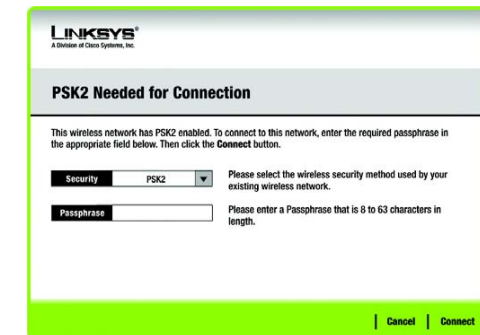 LINKSYS®
A Division of Cisco Systems, Inc.
PSK2 Needed for Connection
This wireless network has PSK2 enabled. To connect to this network, enter the required passphrase in
the appropriate field below. Then click the Connect button.
Security PSK2 Please select the wireless security method used by your
existing wireless network.
Passphrase Please enter a Passphrase that is 8 to 63 characters in
length.
Cancel Connect